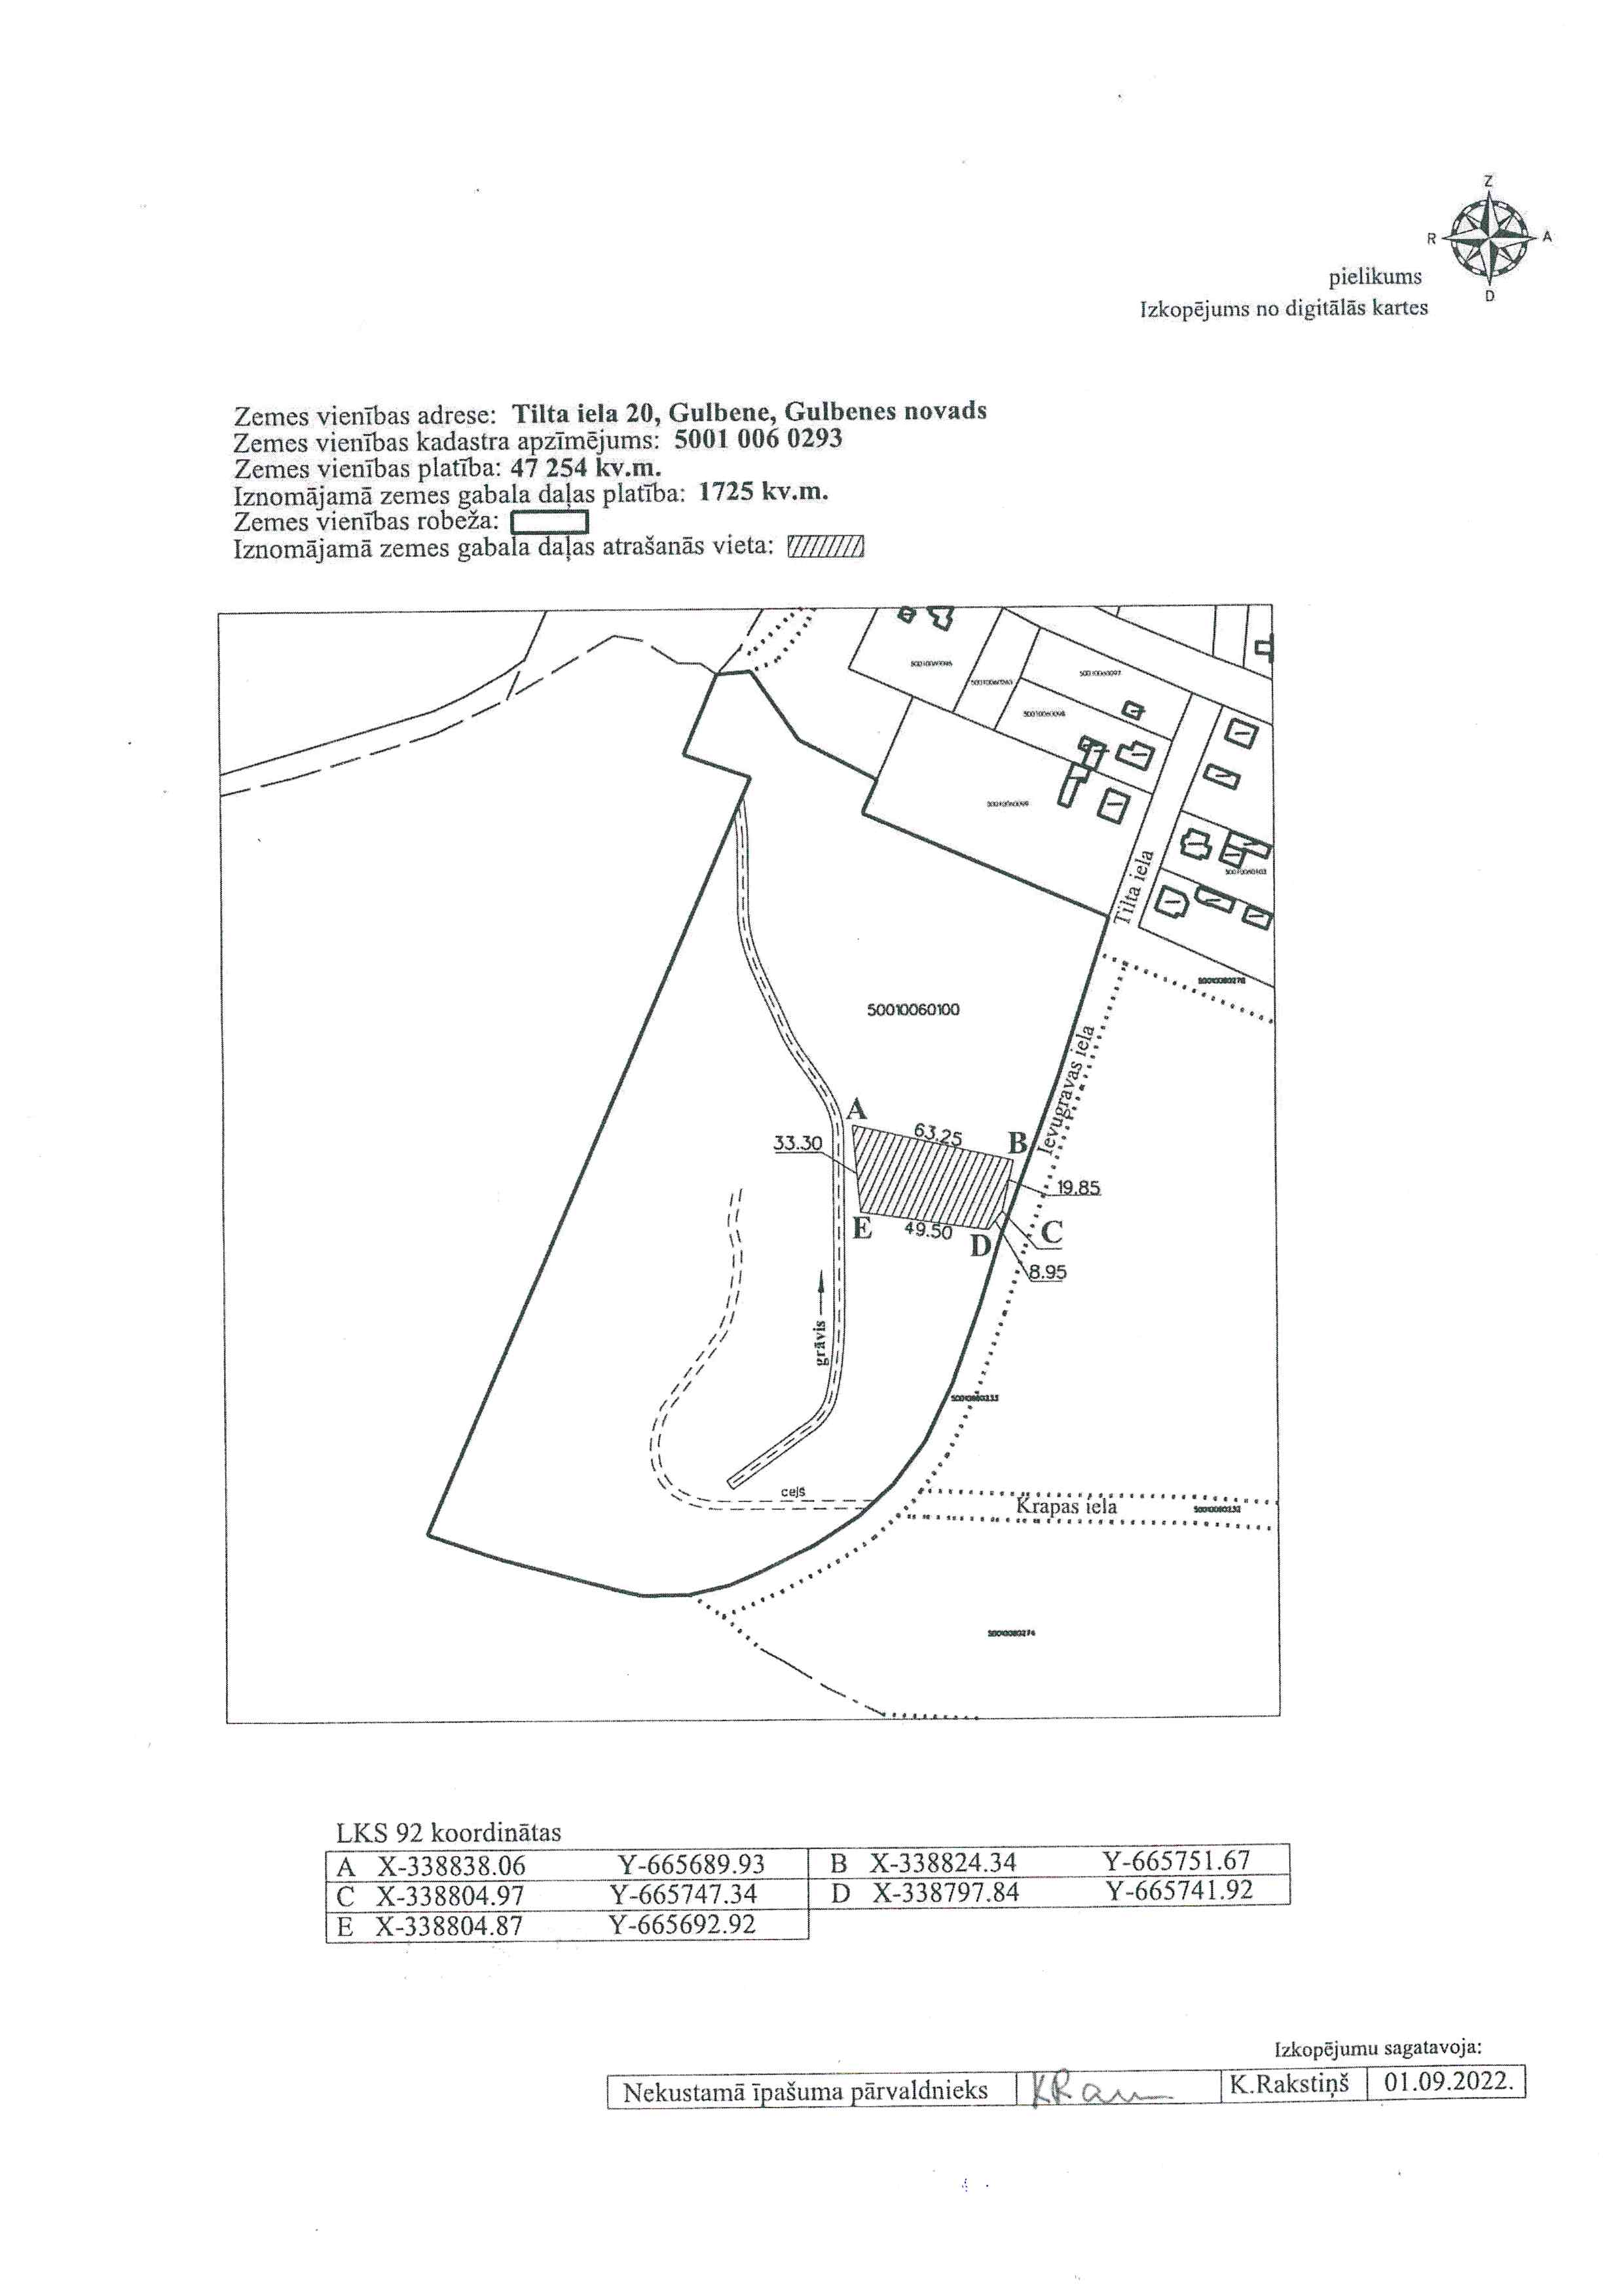 Z
R A
D
pielikums
Izkopējums no digitālās kartes
Zemes vienības adrese: Tilta iela 20, Gulbene, Gulbenes novads
Zemes vienības kadastra apzīmējums: 5001 006 0293
Zemes vienības platība: 47 254 kv.m.
Iznomājamā zemes gabala daļas platība: 1725 kv.m.
Zemes vienības robeža:
Iznomājamā zemes gabala daļas atrašanās vieta:
Tilta iela
50010060100
Ievugravas iela
A
63.25
B
33.30
19.85
E
49.50
D
C
8.95
grāvis
ceļš
Krapas iela
LKS 92 koordinātas
A X-338838.06 Y-665689.93 B X-338824.34 Y-665751.67
C X-338804.97 Y-665747.34 D X-338797.84 Y-665741.92
E X-338804.87 Y-665692.92
Izkopējumu sagatavoja:
Nekustamā īpašuma pārvaldnieks K.Rakstiņš 01.09.2022.